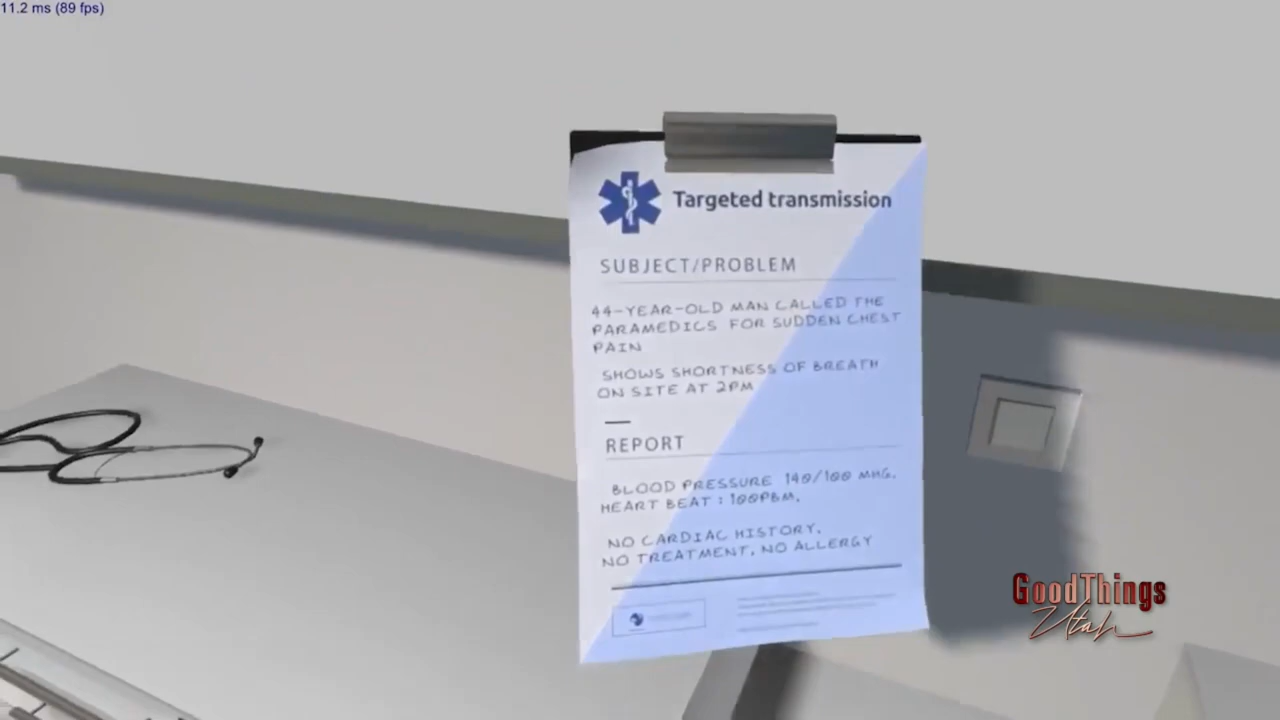 11.2 ms (89 fps)
Targeted transmission
SUBJECT/PROBLEM
44-YEAR-OLD MAN CALLED THE
PARAMEDICS FOR SUDDEN CHEST
PAIN
SHOWS SHORTNESS OF BREATH
ON SITE AT 2PM
REPORT
BLOOD PRESSURE 140/100 MHG.
HEART BEAT : 100PBM.
NO CARDIAC HISTORY.
NO TREATMENT. NO ALLERGY
GoodThings
Utah